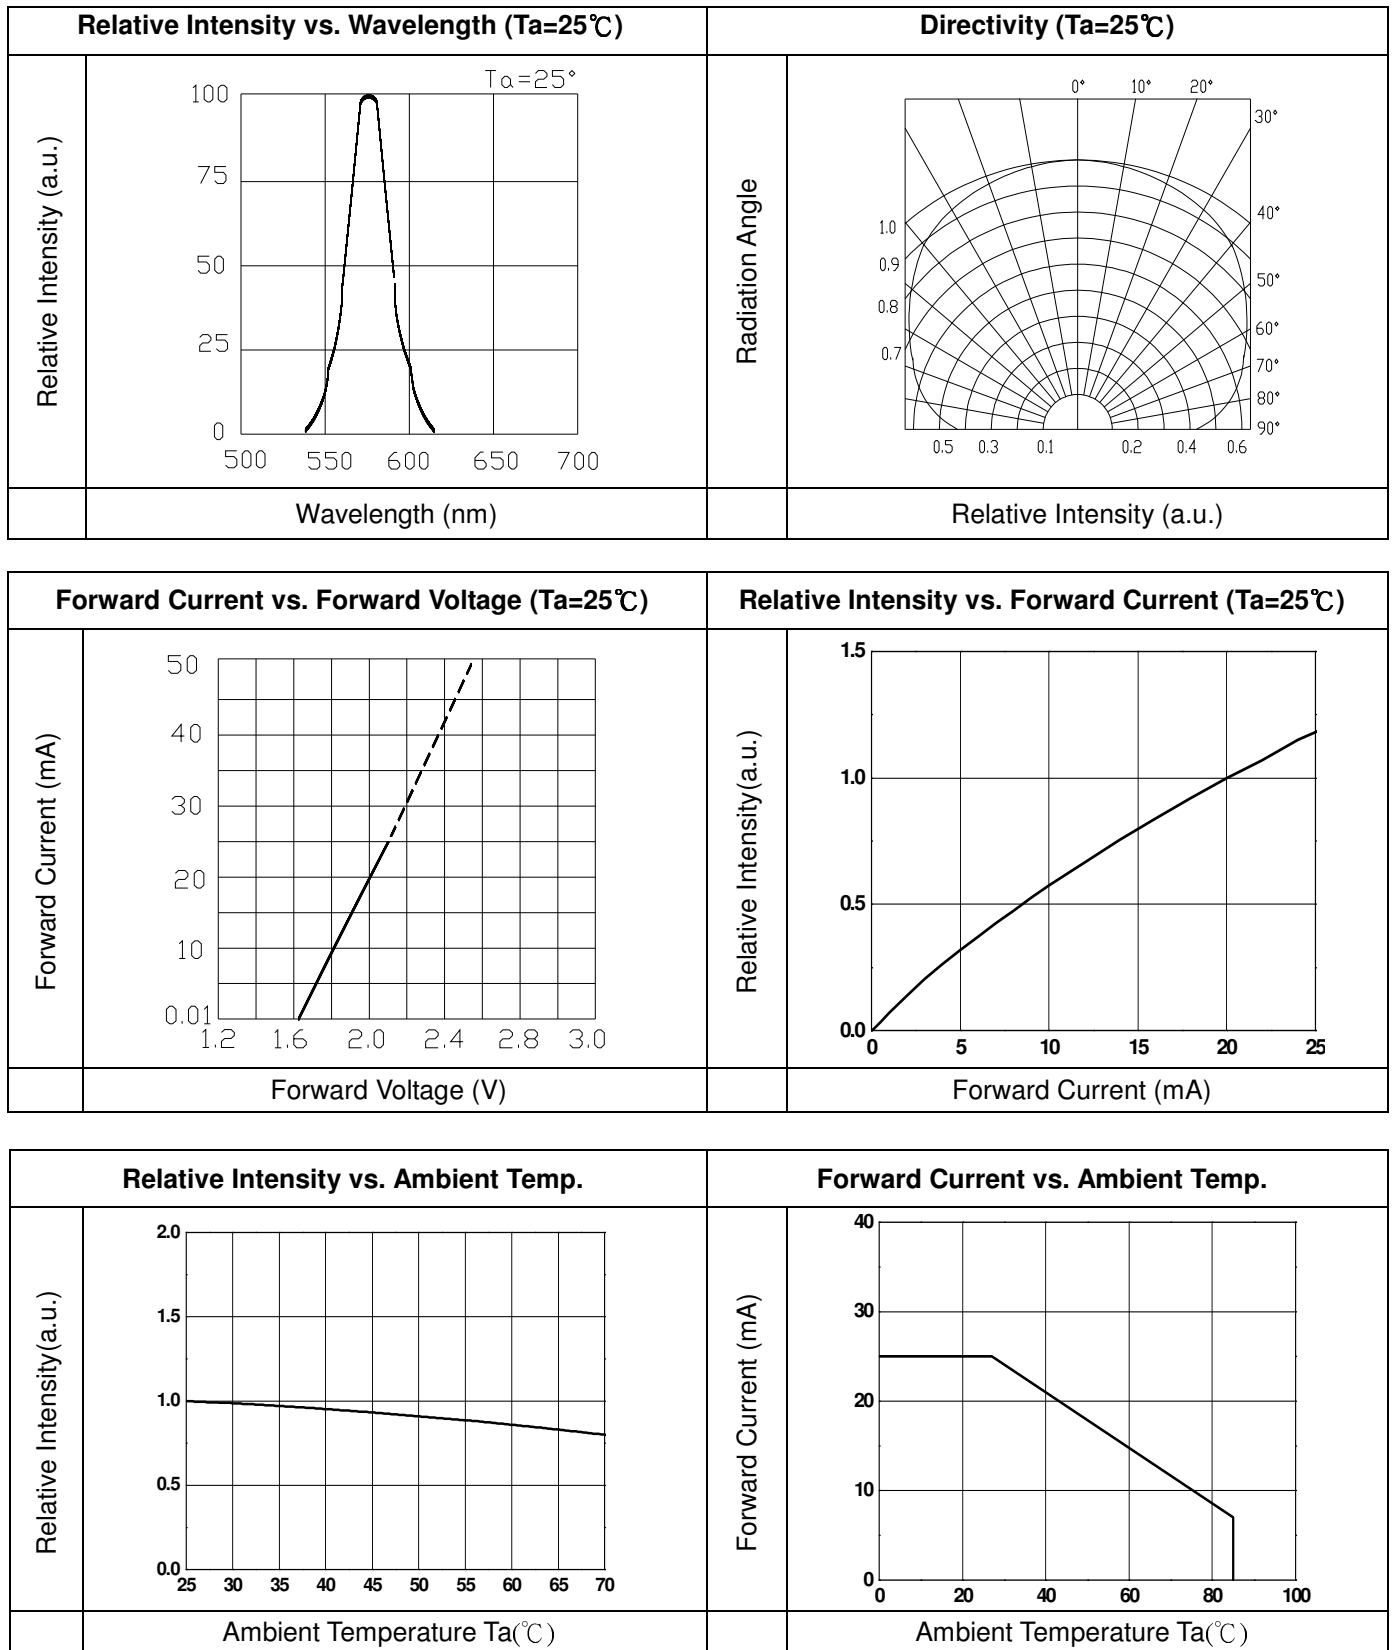 Relative Intensity vs. Wavelength (Ta=25℃)
Directivity (Ta=25℃)
Relative Intensity (a.u.)
Ta=25°
100
75
50
25
0
500 550 600 650 700
Wavelength (nm)
Radiation Angle
0° 10° 20°
30°
40°
50°
60°
70°
80°
90°
1.0
0.9
0.8
0.7
0.5 0.3 0.1 0.2 0.4 0.6
Relative Intensity (a.u.)
Forward Current vs. Forward Voltage (Ta=25℃)
Relative Intensity vs. Forward Current (Ta=25℃)
Forward Current (mA)
50
40
30
20
10
0.01
1.2 1.6 2.0 2.4 2.8 3.0
Forward Voltage (V)
Relative Intensity(a.u.)
1.5
1.0
0.5
0.0
0 5 10 15 20 25
Forward Current (mA)
Relative Intensity vs. Ambient Temp.
Forward Current vs. Ambient Temp.
Relative Intensity(a.u.)
2.0
1.5
1.0
0.5
0.0
25 30 35 40 45 50 55 60 65 70
Ambient Temperature Ta(℃)
Forward Current (mA)
40
30
20
10
0
0 20 40 60 80 100
Ambient Temperature Ta(℃)